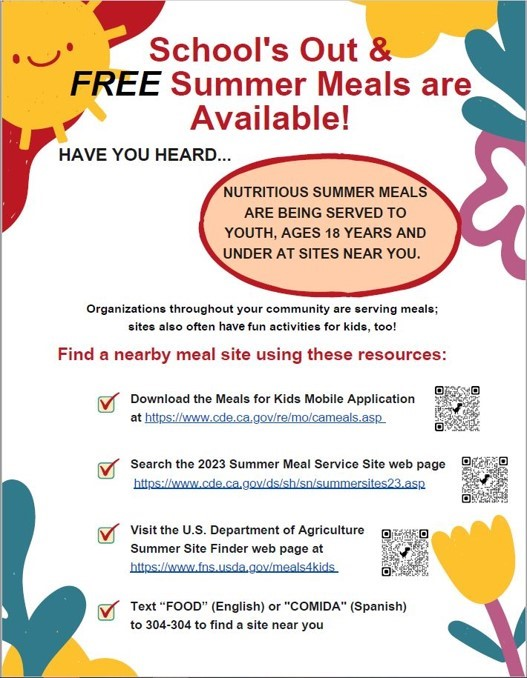 School's Out &
FREE Summer Meals are
Available!
HAVE YOU HEARD...
NUTRITIOUS SUMMER MEALS
ARE BEING SERVED TO
YOUTH, AGES 18 YEARS AND
UNDER AT SITES NEAR YOU.
Organizations throughout your community are serving meals;
sites also often have fun activities for kids, too!
Find a nearby meal site using these resources:
Download the Meals for Kids Mobile Application
at https://www.cde.ca.gov/re/mo/cameals.asp
Search the 2023 Summer Meal Service Site web page
https://www.cde.ca.gov/ds/sh/sn/summersites23.asp
Visit the U.S. Department of Agriculture
Summer Site Finder web page at
https://www.fns.usda.gov/meals4kids
Text “FOOD” (English) or "COMIDA" (Spanish)
to 304-304 to find a site near you